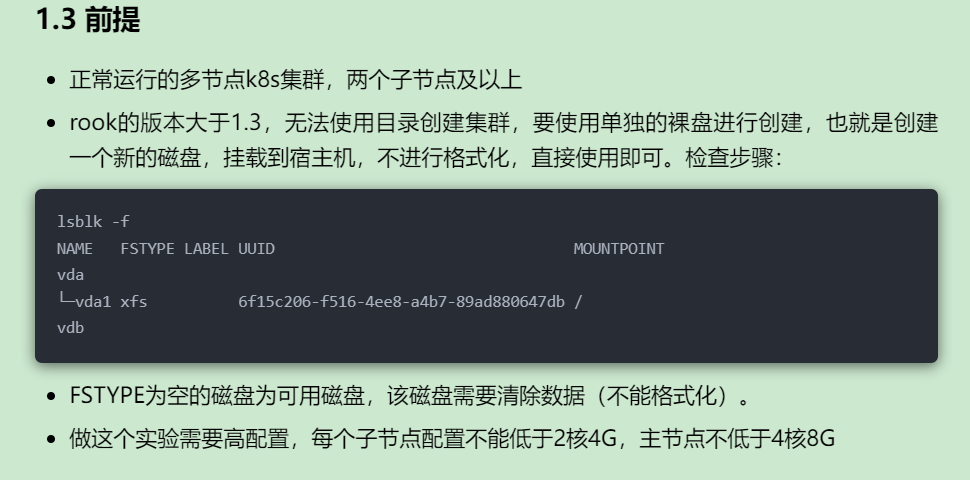 1.3 前提
正常运行的多节点k8s集群，两个子节点及以上
rook的版本大于1.3，无法使用目录创建集群，要使用单独的裸盘进行创建，也就是创建
一个新的磁盘，挂载到宿主机，不进行格式化，直接使用即可。检查步骤：
lsblk -f
NAME   FSTYPE LABEL UUID                                 MOUNTPOINT
vda
└─vda1 xfs          6f15c206-f516-4ee8-a4b7-89ad880647db /
vdb
FSTYPE为空的磁盘为可用磁盘，该磁盘需要清除数据（不能格式化）。
做这个实验需要高配置，每个子节点配置不能低于2核4G，主节点不低于4核8G